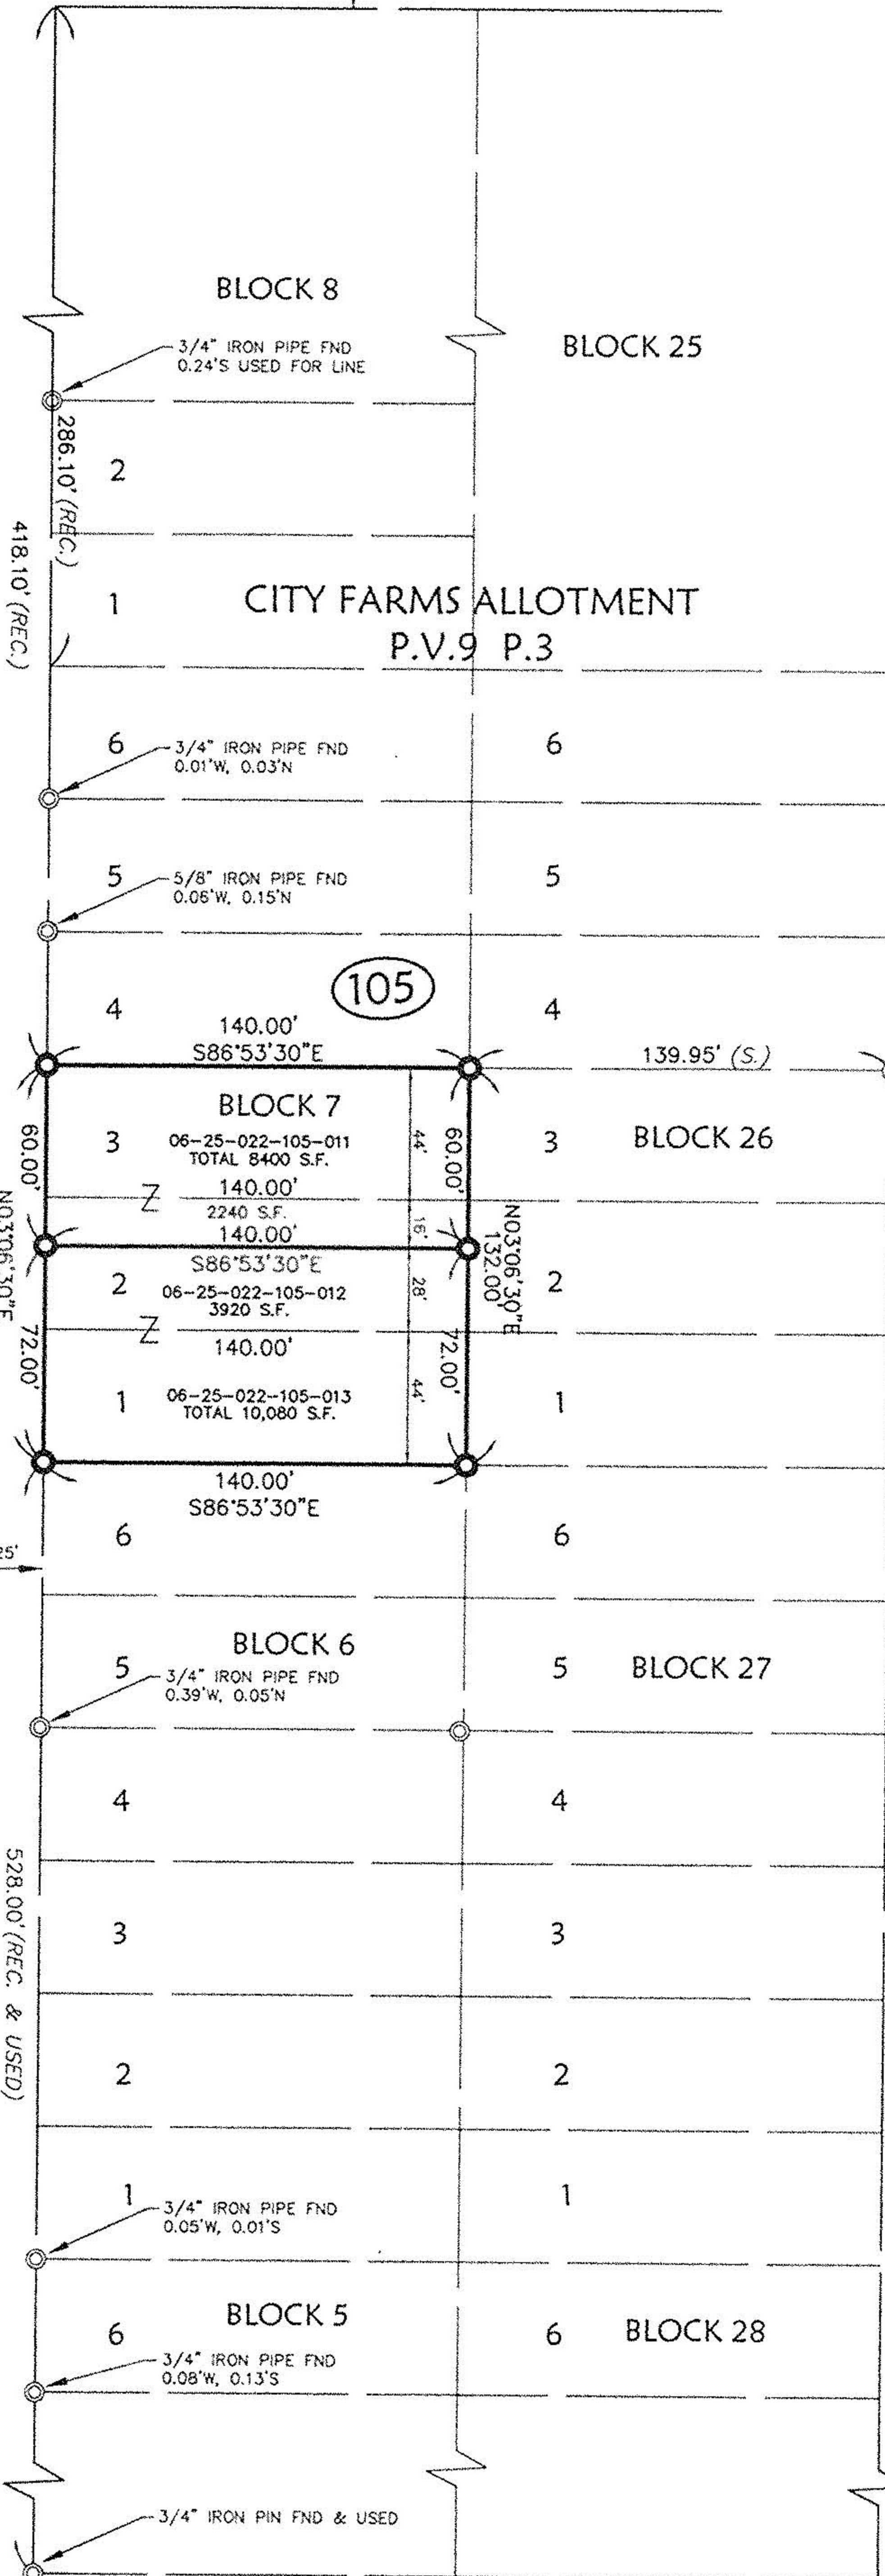 BLOCK 8
BLOCK 25
3/4" IRON PIPE FND
0.24'S USED FOR LINE
286.10' (REC.)
2
418.10' (REC.)
1
CITY FARMS ALLOTMENT
P.V.9 P.3
6
3/4" IRON PIPE FND
0.01'W, 0.03'N
6
5
5/8" IRON PIPE FND
0.06'W, 0.15'N
5
105
4
140.00'
S86°53'30"E
4
139.95' (S.)
BLOCK 7
60.00'
3
06-25-022-105-011
TOTAL 8400 S.F.
44'
60.00'
3
BLOCK 26
140.00'
2240 S.F.
16'
140.00'
S86°53'30"E
N03°06'30"E
N03°06'30"E
132.00'
2
06-25-022-105-012
3920 S.F.
28'
2
140.00'
72.00'
72.00'
1
06-25-022-105-013
TOTAL 10,080 S.F.
44'
1
140.00'
S86°53'30"E
6
6
25'
BLOCK 6
5
3/4" IRON PIPE FND
0.39'W, 0.05'N
5
BLOCK 27
4
4
528.00' (REC. & USED)
3
3
2
2
1
3/4" IRON PIPE FND
0.05'W, 0.01'S
1
BLOCK 5
6
6
BLOCK 28
3/4" IRON PIPE FND
0.08'W, 0.13'S
3/4" IRON PIN FND & USED